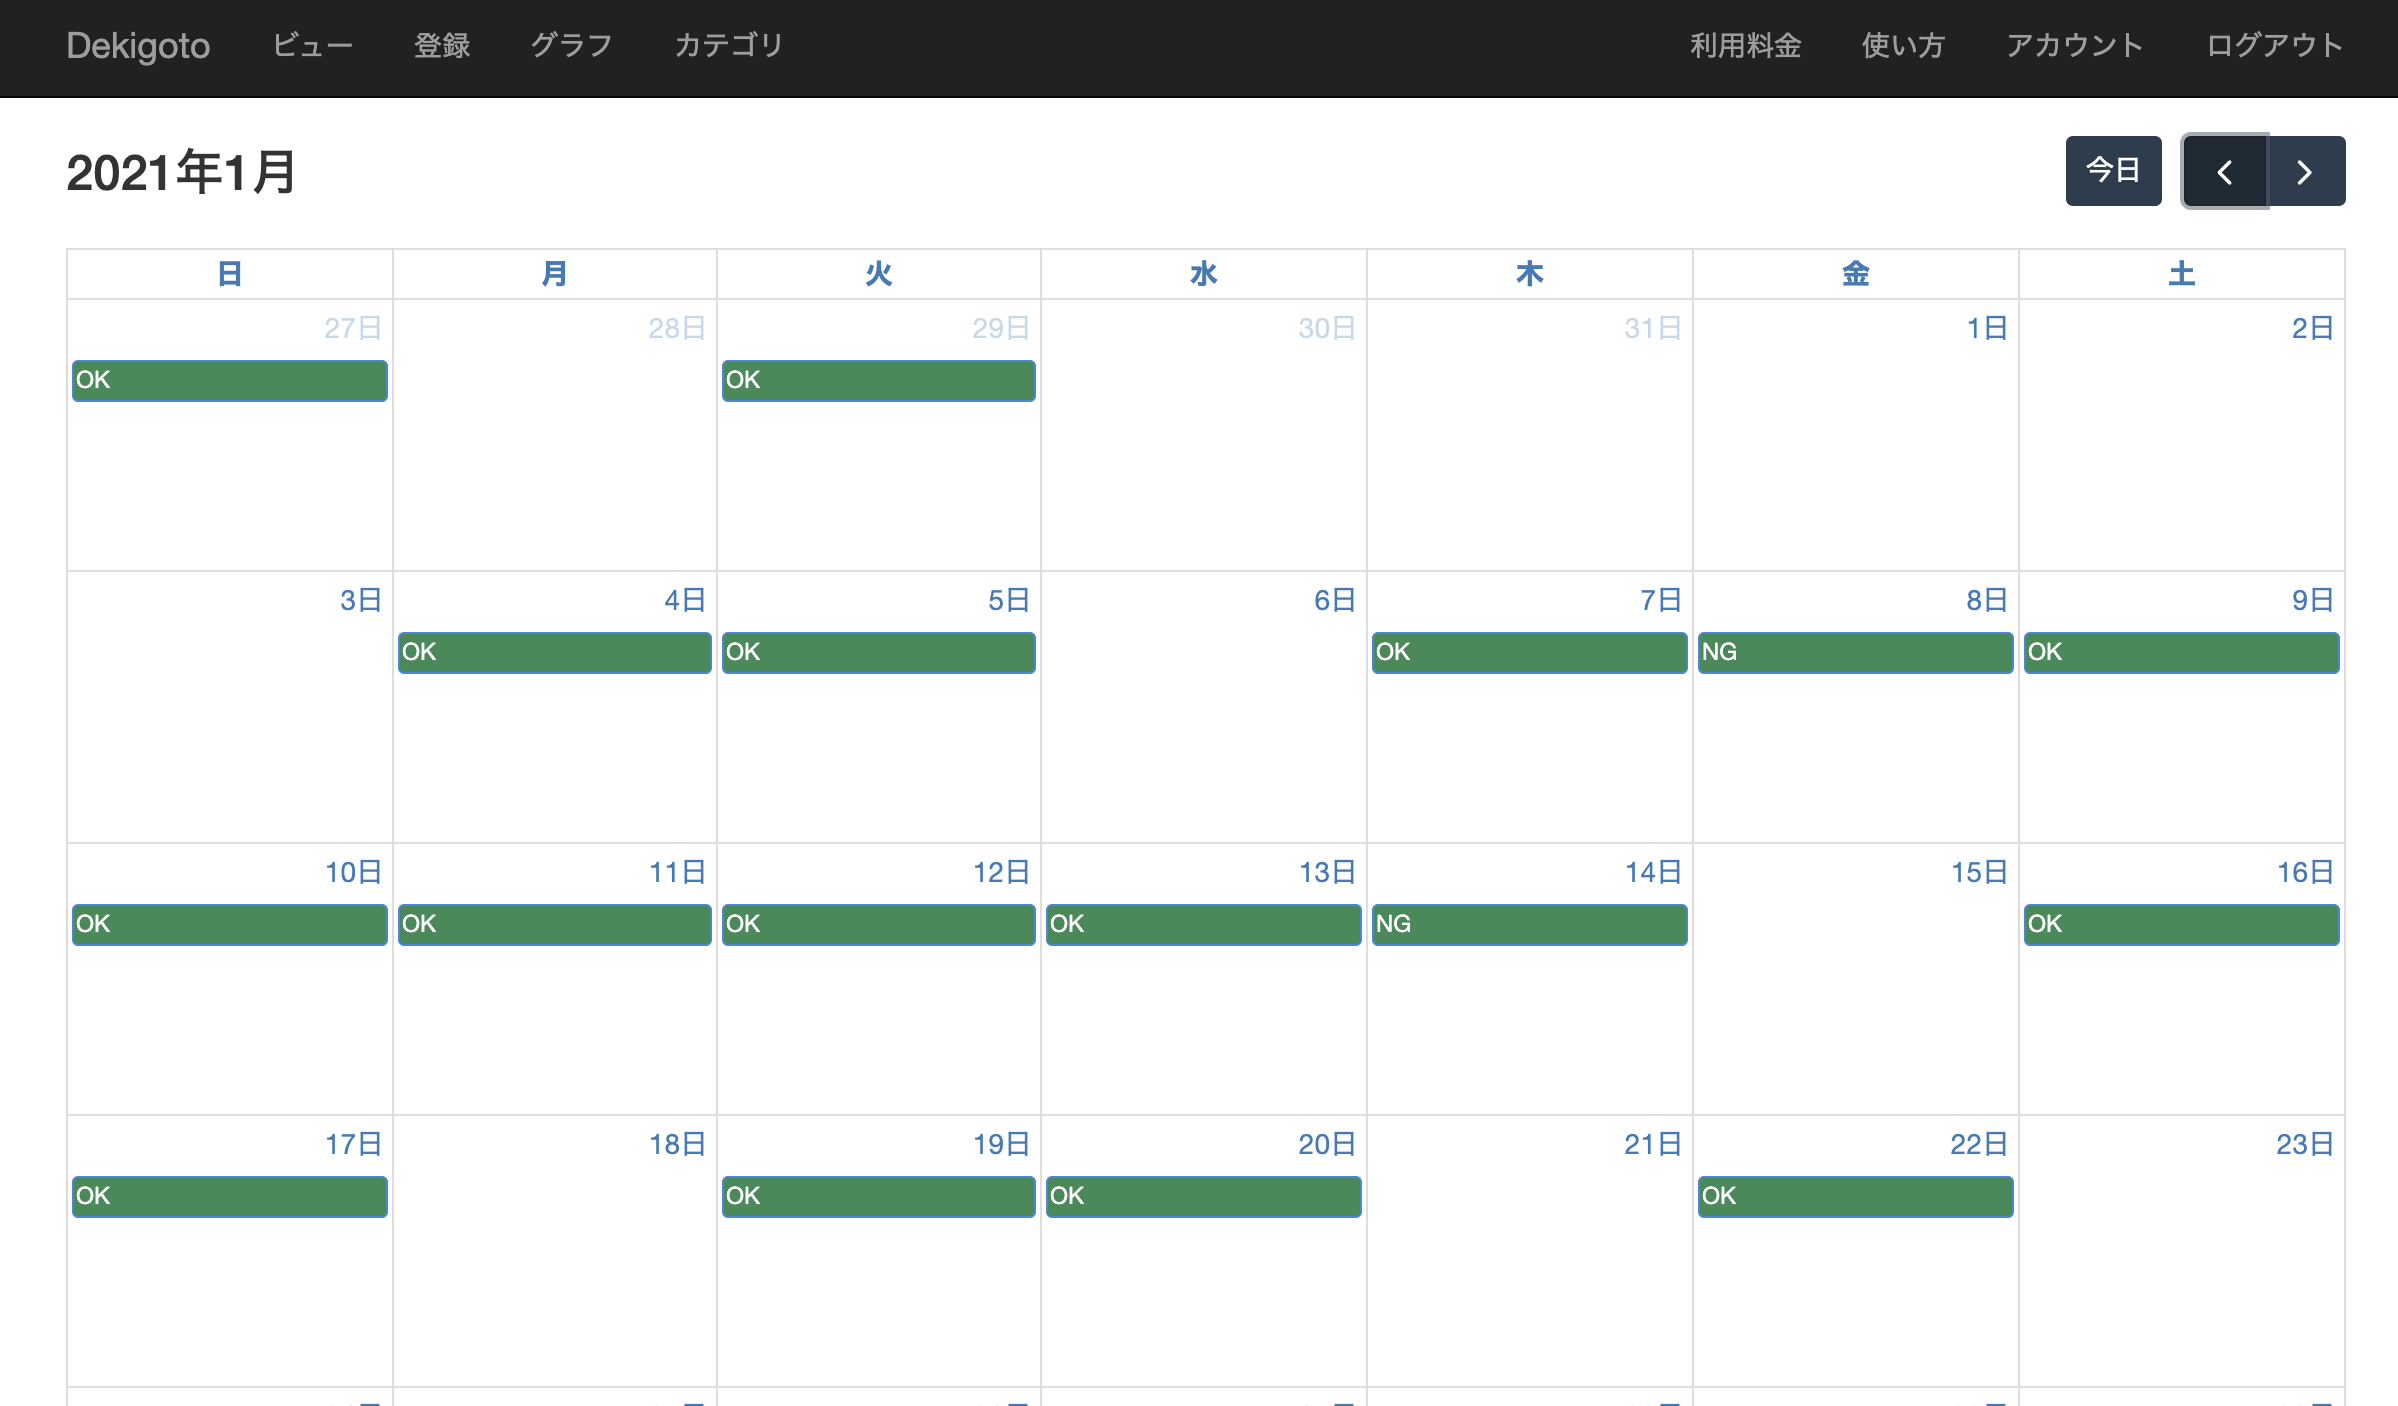 Dekigoto ビュー 登録 グラフ カテゴリ 利用料金 使い方 アカウント ログアウト
2021年1月 今日
日 月 火 水 木 金 土
27日 28日 29日 30日 31日 1日 2日
OK OK
3日 4日 5日 6日 7日 8日 9日
OK OK OK NG OK
10日 11日 12日 13日 14日 15日 16日
OK OK OK OK NG OK
17日 18日 19日 20日 21日 22日 23日
OK OK OK OK